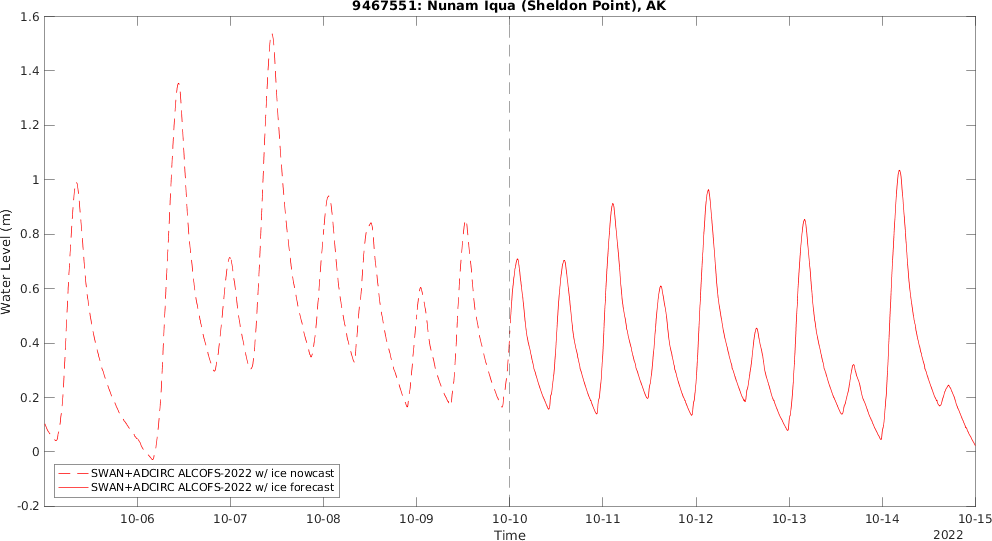 9467551: Nunam Iqua (Sheldon Point), AK
Water Level (m)
1.6
1.4
1.2
1
0.8
0.6
0.4
0.2
0
-0.2
SWAN+ADCIRC ALCOFS-2022 w/ ice nowcast
SWAN+ADCIRC ALCOFS-2022 w/ ice forecast
10-06 10-07 10-08 10-09 10-10 10-11 10-12 10-13 10-14 10-15
Time
2022